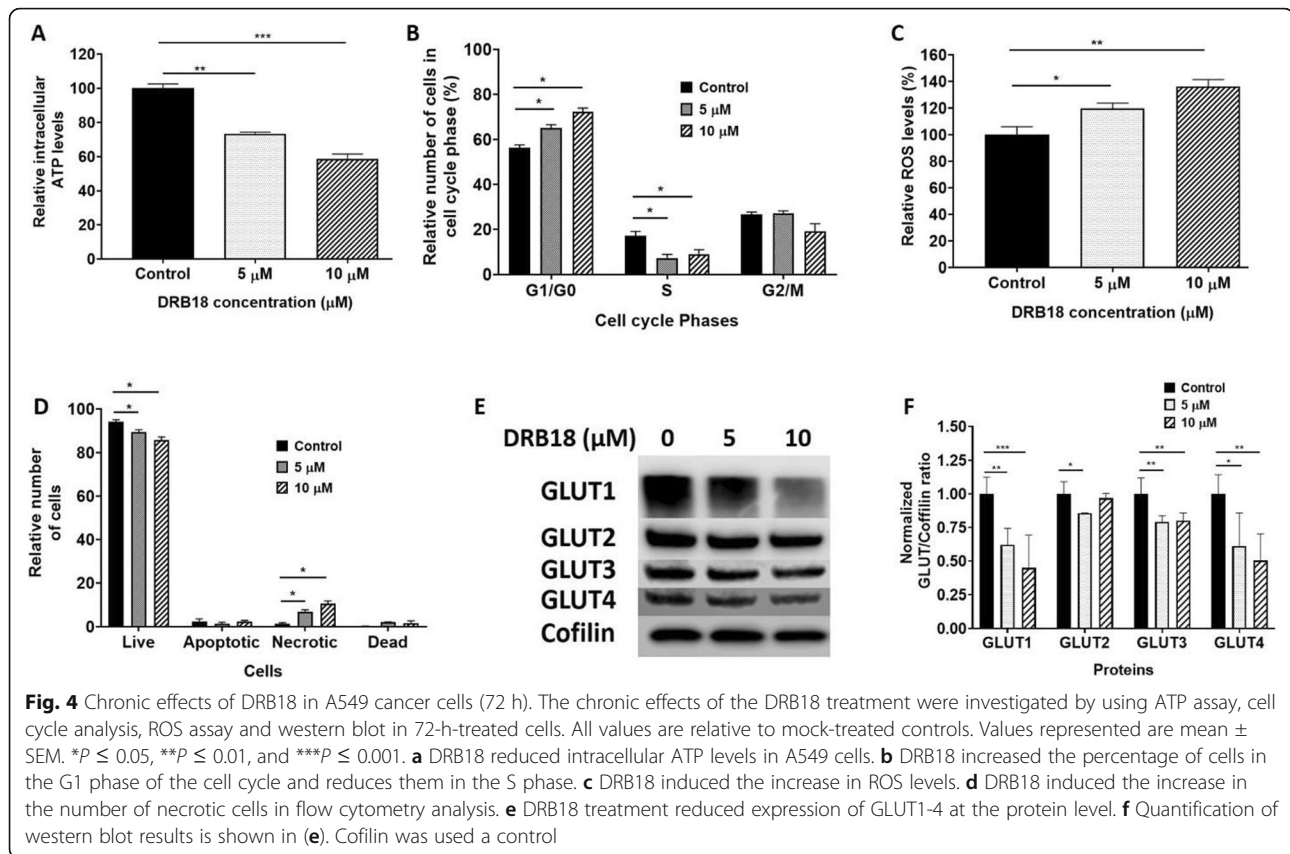 A
***
**
Relative intracellular
ATP levels
120
100
80
60
40
20
0
Control
5 μM
10 μM
DRB18 concentration (μM)
B
Relative number of cells in
cell cycle phase (%)
100
80
60
40
20
0
*
*
*
*
Control
5 μM
10 μM
G1/G0
S
G2/M
Cell cycle Phases
C
Relative ROS levels (%)
160
140
120
100
80
60
40
20
0
**
*
Control
5 μM
10 μM
DRB18 concentration (μM)
D
Relative number
of cells
100
80
60
40
20
0
*
*
*
*
Control
5 μM
10 μM
Live
Apoptotic
Necrotic
Dead
Cells
E
DRB18 (μM) 0 5 10
GLUT1
GLUT2
GLUT3
GLUT4
Cofilin
F
Control
5 μM
10 μM
Normalized
GLUT/Coffilin ratio
1.50
1.25
1.00
0.75
0.50
0.25
0.00
***
**
*
**
**
**
*
GLUT1
GLUT2
GLUT3
GLUT4
Proteins
Fig. 4 Chronic effects of DRB18 in A549 cancer cells (72 h). The chronic effects of the DRB18 treatment were investigated by using ATP assay, cell
cycle analysis, ROS assay and western blot in 72-h-treated cells. All values are relative to mock-treated controls. Values represented are mean ±
SEM. *P ≤ 0.05, **P ≤ 0.01, and ***P ≤ 0.001. a DRB18 reduced intracellular ATP levels in A549 cells. b DRB18 increased the percentage of cells in
the G1 phase of the cell cycle and reduces them in the S phase. c DRB18 induced the increase in ROS levels. d DRB18 induced the increase in
the number of necrotic cells in flow cytometry analysis. e DRB18 treatment reduced expression of GLUT1-4 at the protein level. f Quantification of
western blot results is shown in (e). Cofilin was used a control